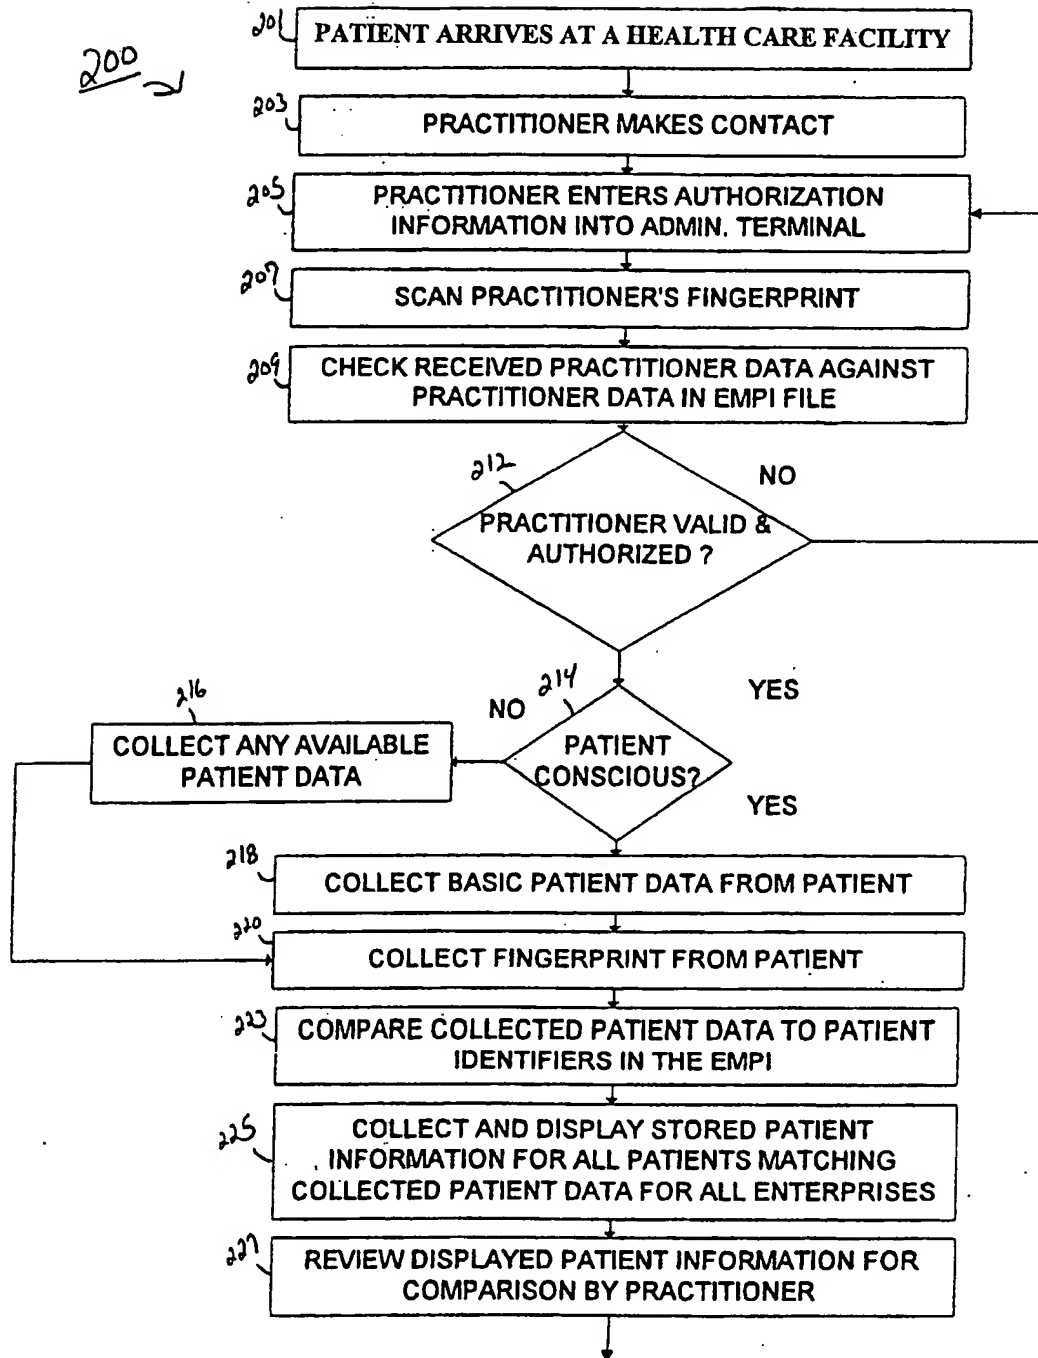 200
201
PATIENT ARRIVES AT A HEALTH CARE FACILITY
203
PRACTITIONER MAKES CONTACT
205
PRACTITIONER ENTERS AUTHORIZATION
INFORMATION INTO ADMIN. TERMINAL
207
SCAN PRACTITIONER'S FINGERPRINT
209
CHECK RECEIVED PRACTITIONER DATA AGAINST
PRACTITIONER DATA IN EMPI FILE
212
NO
PRACTITIONER VALID &
AUTHORIZED ?
214
YES
NO
216
COLLECT ANY AVAILABLE
PATIENT DATA
PATIENT
CONSCIOUS?
YES
218
COLLECT BASIC PATIENT DATA FROM PATIENT
220
COLLECT FINGERPRINT FROM PATIENT
223
COMPARE COLLECTED PATIENT DATA TO PATIENT
IDENTIFIERS IN THE EMPI
225
COLLECT AND DISPLAY STORED PATIENT
INFORMATION FOR ALL PATIENTS MATCHING
COLLECTED PATIENT DATA FOR ALL ENTERPRISES
227
REVIEW DISPLAYED PATIENT INFORMATION FOR
COMPARISON BY PRACTITIONER